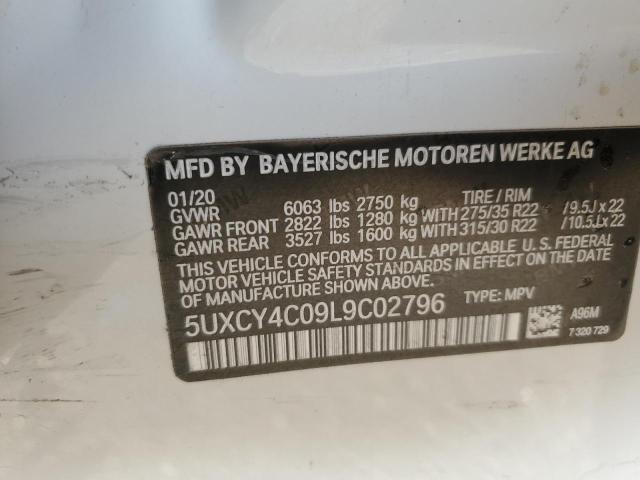 MFD BY BAYERISCHE MOTOREN WERKE AG
01/20 TIRE / RIM
GVWR 6063 lbs 2750 kg
GAWR FRONT 2822 lbs 1280 kg WITH 275/35 R22 / 9.5J x 22
GAWR REAR 3527 lbs 1600 kg WITH 315/30 R22 / 10.5J x 22
THIS VEHICLE CONFORMS TO ALL APPLICABLE U. S. FEDERAL
MOTOR VEHICLE SAFETY STANDARDS IN EFFECT ON THE DATE
OF MANUFACTURE SHOWN ABOVE.
5UXCY4C09L9C02796 TYPE: MPV
A96M
7 320 729